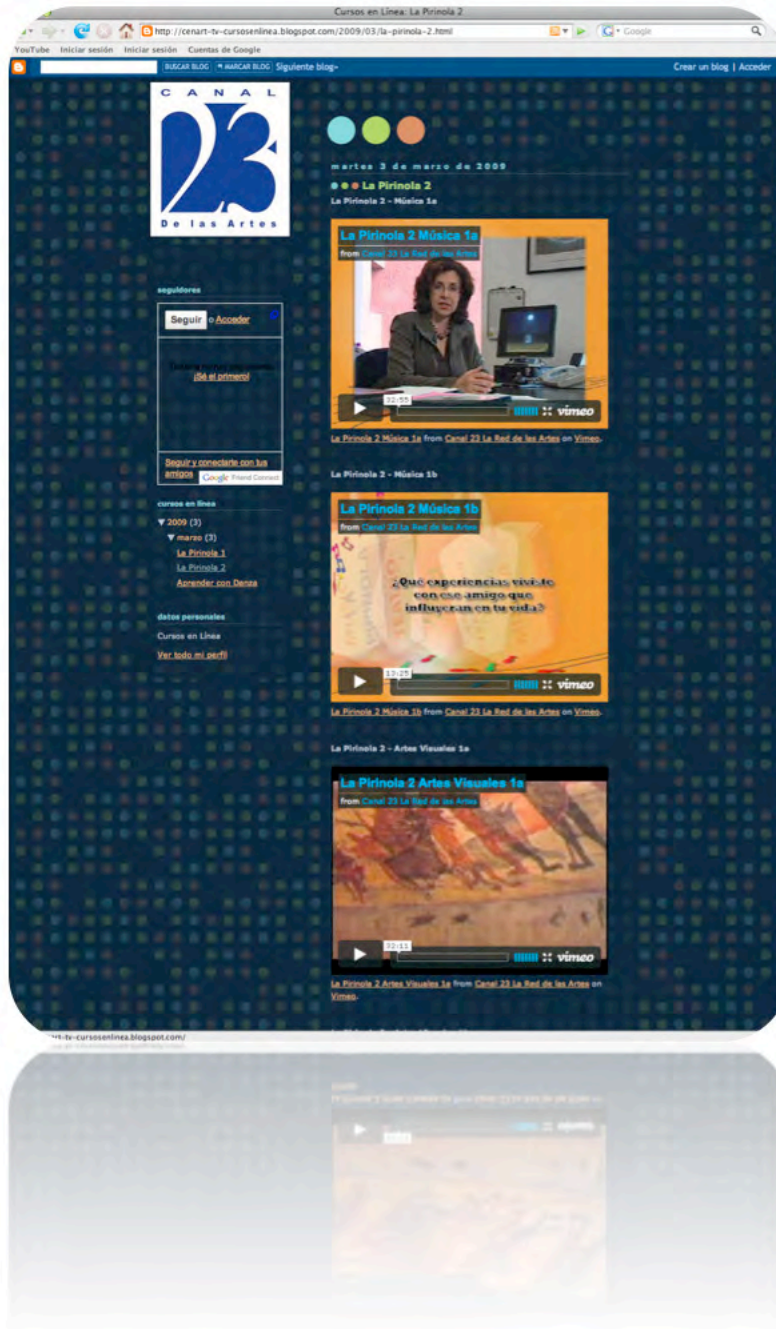 Cursos en Línea: La Pirinola 2
http://cenart-tv-cursosenlinea.blogspot.com/2009/03/la-pirinola-2.html
Google
YouTube Iniciar sesión Iniciar sesión Cuentas de Google
BUSCAR BLOG MARCAR BLOG Siguiente blog»
Crear un blog | Acceder
CANAL
23
De las Artes
seguidores
Seguir o Acceder
¡Sé el primero!
Seguir y conectarte con tus
amigos Google Friend Connect
cursos en línea
▼ 2009 (3)
▼ marzo (3)
La Pirinola 1
La Pirinola 2
Aprender con Danza
datos personales
Cursos en Línea
Ver todo mi perfil
martes 3 de marzo de 2009
La Pirinola 2
La Pirinola 2 - Música 1a
La Pirinola 2 Música 1a
from Canal 23 La Red de las Artes
32:55
vimeo
La Pirinola 2 Música 1a from Canal 23 La Red de las Artes on Vimeo.
La Pirinola 2 - Música 1b
La Pirinola 2 Música 1b
from Canal 23 La Red de las Artes
¿Qué experiencias viviste
con ese amigo que
influyeran en tu vida?
13:25
vimeo
La Pirinola 2 Música 1b from Canal 23 La Red de las Artes on Vimeo.
La Pirinola 2 - Artes Visuales 1a
La Pirinola 2 Artes Visuales 1a
from Canal 23 La Red de las Artes
32:11
vimeo
La Pirinola 2 Artes Visuales 1a from Canal 23 La Red de las Artes on
Vimeo.
rt-tv-cursosenlinea.blogspot.com/